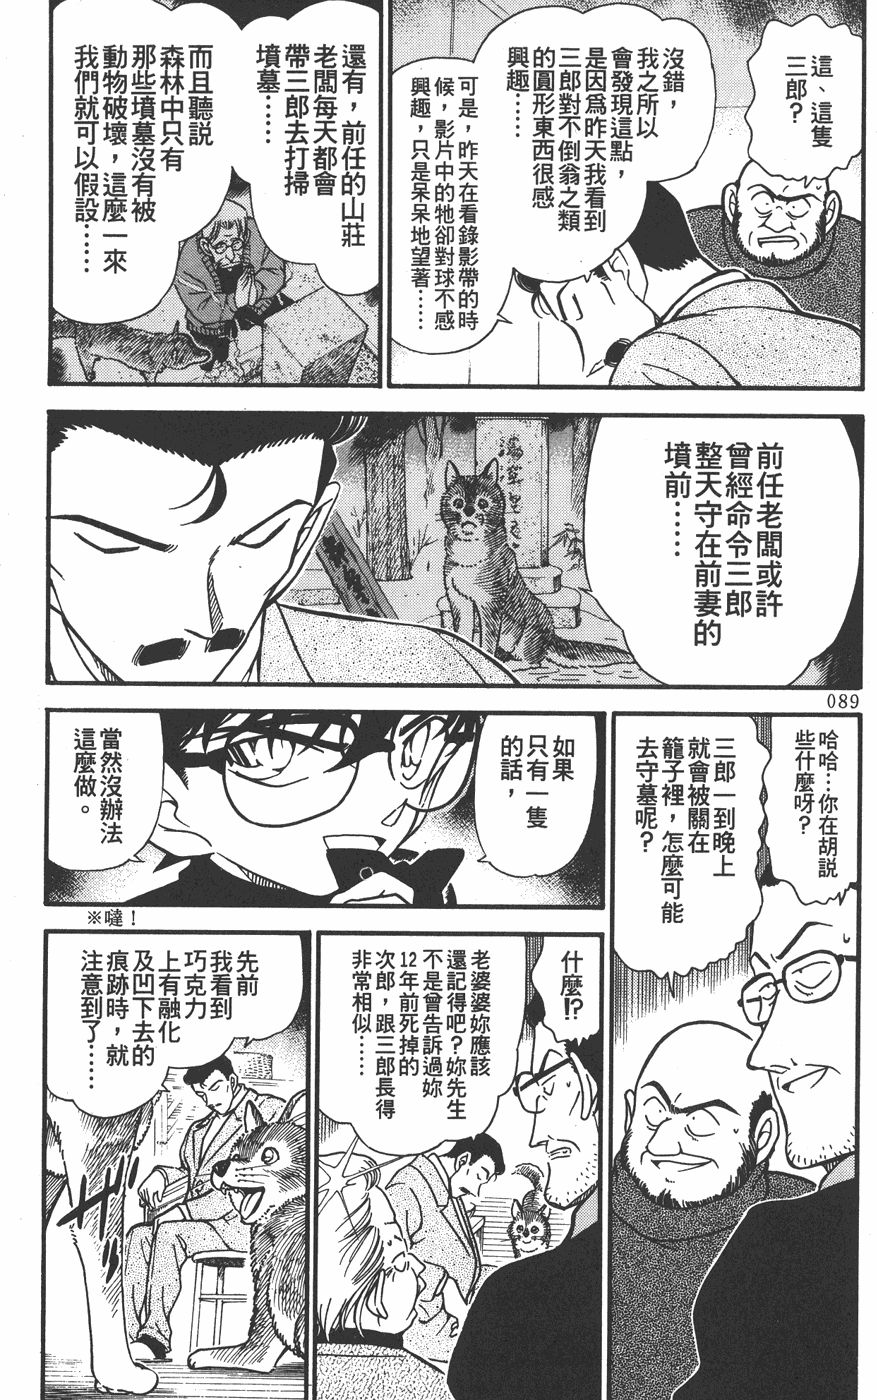 這、這隻
三郎?
沒錯,
我之所以
會發現這點,
是因為昨天我看到
三郎對不倒翁之類
的圓形東西很感
興趣……
可是,昨天在看錄影帶的時
候,影片中的牠卻對球不感
興趣,只是呆呆地望著……
還有,前任的山莊
老闆每天都會
帶三郎去打掃
墳墓……
而且聽說
森林中只有
那些墳墓沒有被
動物破壞,這麼一來
我們就可以假設……
前任老闆或許
曾經命令三郎
整天守在前妻的
墳前……
089
哈哈…你在胡說
些什麼呀?
三郎一到晚上
就會被關在
籠子裡,怎麼可能
去守墓呢?
如果
只有一隻
的話,
當然沒辦法
這麼做。
※噠!
什麼!?
老婆婆妳應該
還記得吧?妳先生
不是曾告訴過妳
12年前死掉的
次郎,跟三郎長得
非常相似……
先前
我看到
巧克力
上有融化
及凹下去的
痕跡時,就
注意到了……